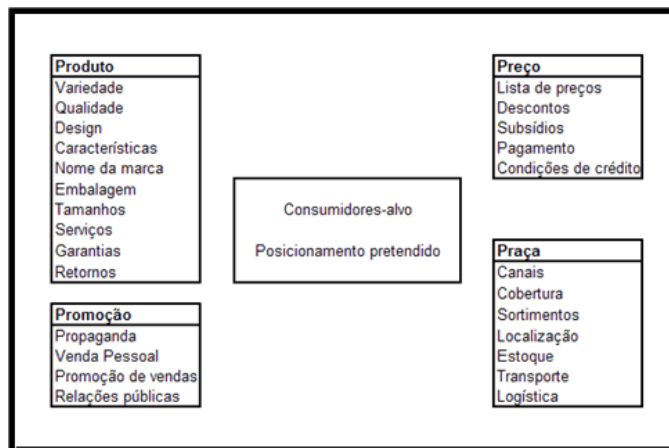 Produto
Variedade
Qualidade
Design
Características
Nome da marca
Embalagem
Tamanhos
Serviços
Garantias
Retornos
Promoção
Propaganda
Venda Pessoal
Promoção de vendas
Relações públicas
Consumidores-alvo
Posicionamento pretendido
Preço
Lista de preços
Descontos
Subsídios
Pagamento
Condições de crédito
Praça
Canais
Cobertura
Sortimentos
Localização
Estoque
Transporte
Logística